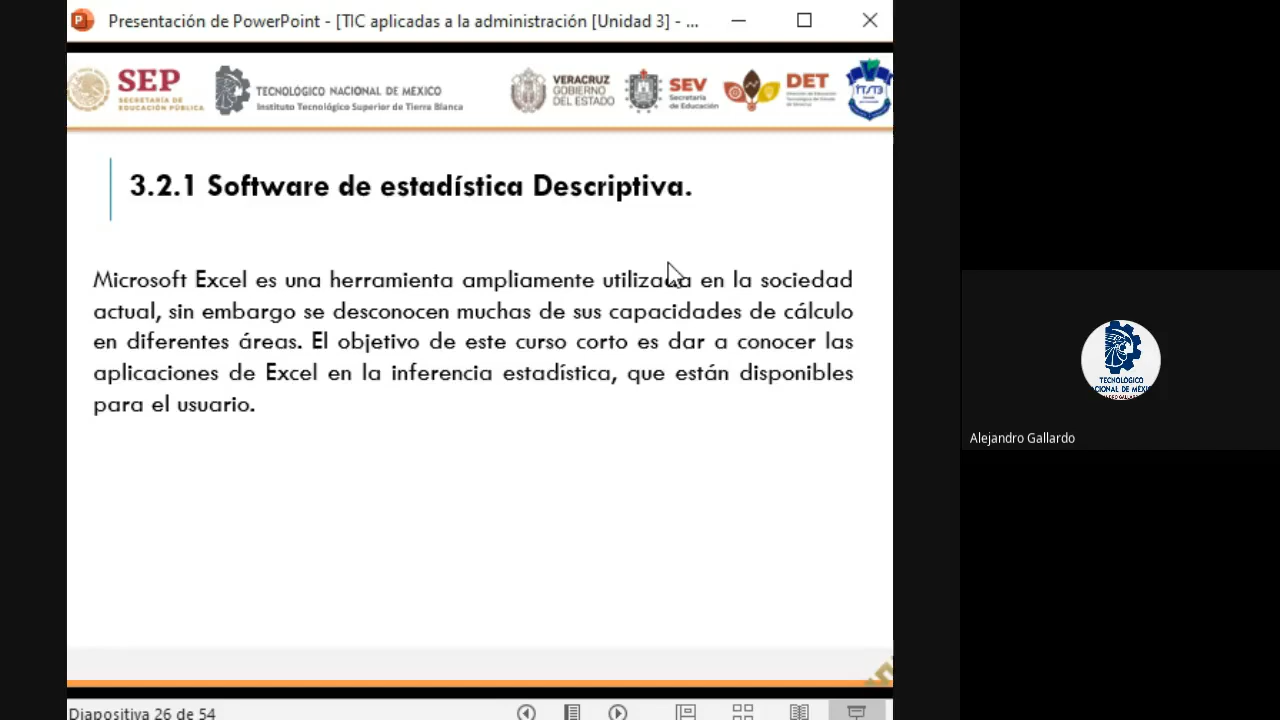 Presentación de PowerPoint - [TIC aplicadas a la administración [Unidad 3] - ...
SEP
SECRETARÍA DE
EDUCACIÓN PÚBLICA
TECNOLÓGICO NACIONAL DE MÉXICO
Instituto Tecnológico Superior de Tierra Blanca
VERACRUZ
GOBIERNO
DEL ESTADO
SEV
Secretaría
de Educación
DET
ITSTB
3.2.1 Software de estadística Descriptiva.
Microsoft Excel es una herramienta ampliamente utilizada en la sociedad
actual, sin embargo se desconocen muchas de sus capacidades de cálculo
en diferentes áreas. El objetivo de este curso corto es dar a conocer las
aplicaciones de Excel en la inferencia estadística, que están disponibles
para el usuario.
TECNOLOGICO
Alejandro Gallardo
Diapositiva 26 de 54